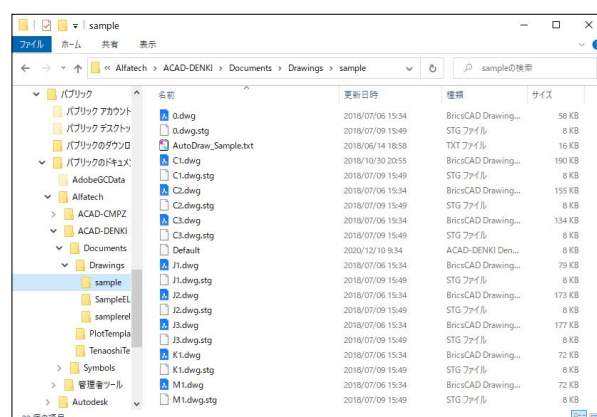 sample
ファイル ホーム 共有 表示
« Alfatech › ACAD-DENKI › Documents › Drawings › sample sampleの検索
名前 更新日時 種類 サイズ
パブリック
パブリック アカウント
パブリック デスクトッ
パブリックのダウンロ
パブリックのドキュメ
AdobeGCData
Alfatech
ACAD-CMPZ
ACAD-DENKI
Documents
Drawings
sample
SampleEL
samplerel
PlotTempla
TenaoshiTe
Symbols
管理者ツール
Autodesk
0.dwg 2018/07/06 15:34 BricsCAD Drawing... 58 KB
0.dwg.stg 2018/07/09 15:49 STG ファイル 8 KB
AutoDraw_Sample.txt 2018/06/14 18:58 TXT ファイル 16 KB
C1.dwg 2018/10/30 20:55 BricsCAD Drawing... 190 KB
C1.dwg.stg 2018/07/09 15:49 STG ファイル 8 KB
C2.dwg 2018/07/06 15:34 BricsCAD Drawing... 155 KB
C2.dwg.stg 2018/07/09 15:49 STG ファイル 8 KB
C3.dwg 2018/07/06 15:34 BricsCAD Drawing... 134 KB
C3.dwg.stg 2018/07/09 15:49 STG ファイル 8 KB
Default 2020/12/10 9:34 ACAD-DENKI Den... 8 KB
J1.dwg 2018/07/06 15:34 BricsCAD Drawing... 79 KB
J1.dwg.stg 2018/07/09 15:49 STG ファイル 8 KB
J2.dwg 2018/07/06 15:34 BricsCAD Drawing... 173 KB
J2.dwg.stg 2018/07/09 15:49 STG ファイル 8 KB
J3.dwg 2018/07/06 15:34 BricsCAD Drawing... 177 KB
J3.dwg.stg 2018/07/09 15:49 STG ファイル 8 KB
K1.dwg 2018/07/06 15:34 BricsCAD Drawing... 72 KB
K1.dwg.stg 2018/07/09 15:49 STG ファイル 8 KB
M1.dwg 2018/07/06 15:34 BricsCAD Drawing... 72 KB
M1.dwg.stg 2018/07/09 15:49 STG ファイル 8 KB